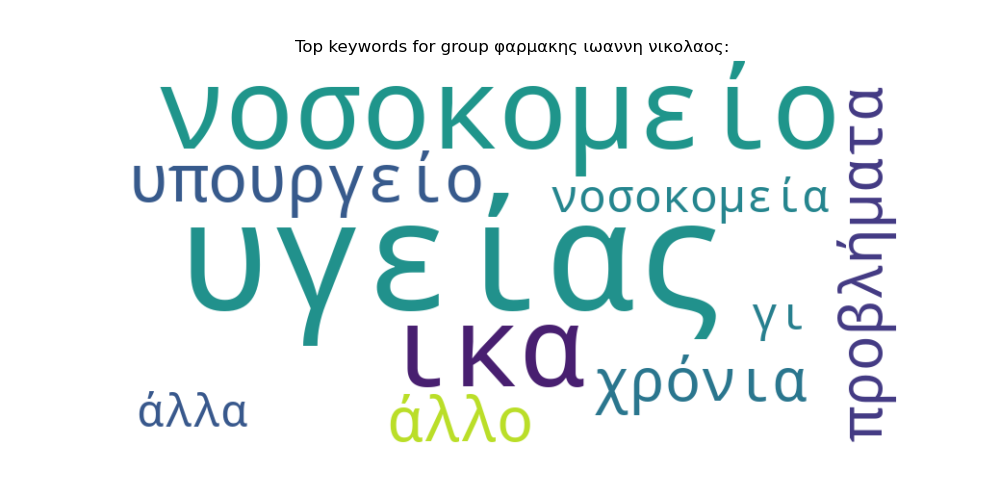 Top keywords for group φαρμακης ιωαννη νικολαος:
νοσοκομείο
υπουργείο
νοσοκομεία
υγείας
προβλήματα
γι
ικα
χρόνια
άλλα
άλλο